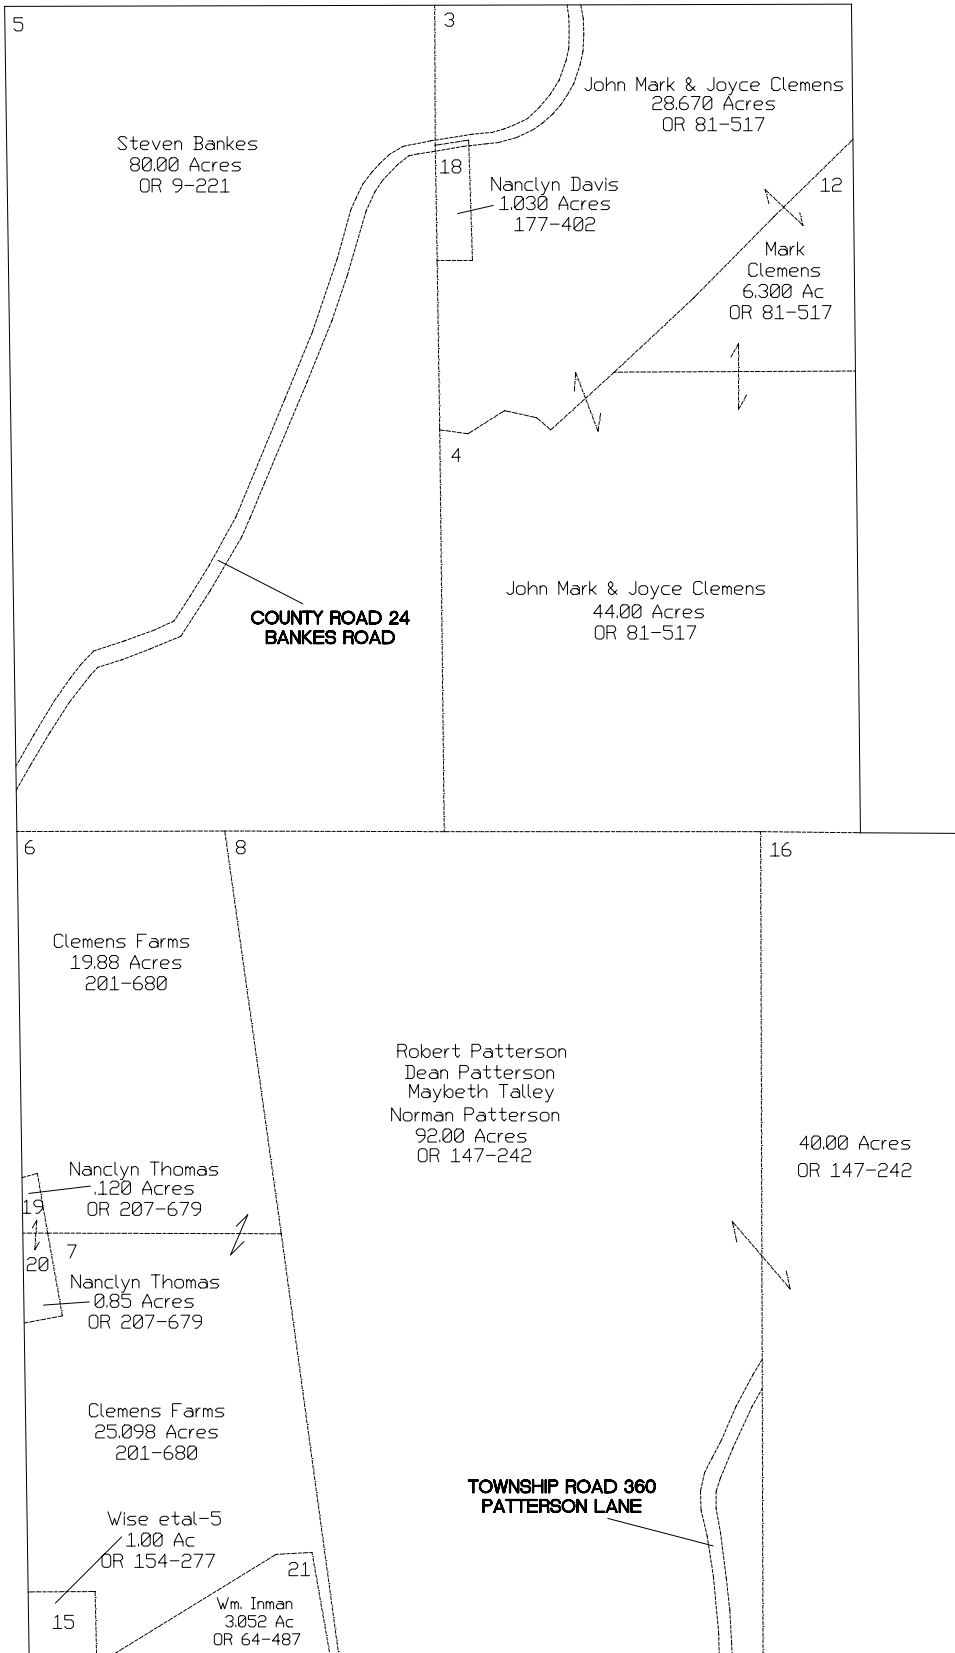 5
3
John Mark & Joyce Clemens
28.670 Acres
OR 81-517
Steven Bankes
80.00 Acres
OR 9-221
18
Nanclyn Davis
1.030 Acres
177-402
12
Mark
Clemens
6.300 Ac
OR 81-517
4
John Mark & Joyce Clemens
44.00 Acres
OR 81-517
COUNTY ROAD 24
BANKES ROAD
6
8
16
Clemens Farms
19.88 Acres
201-680
Robert Patterson
Dean Patterson
Maybeth Talley
Norman Patterson
92.00 Acres
OR 147-242
40.00 Acres
OR 147-242
Nanclyn Thomas
.120 Acres
OR 207-679
19
7
20
Nanclyn Thomas
0.85 Acres
OR 207-679
Clemens Farms
25.098 Acres
201-680
TOWNSHIP ROAD 360
PATTERSON LANE
Wise etal-5
1.00 Ac
OR 154-277
21
15
Wm. Inman
3.052 Ac
OR 64-487